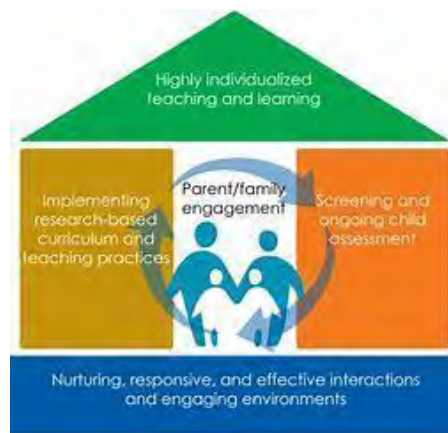 Highly individualized
teaching and learning
Implementing
research-based
curriculum and
teaching practices
Parent/family
engagement
Screening and
ongoing child
assessment
Nurturing, responsive, and effective interactions
and engaging environments